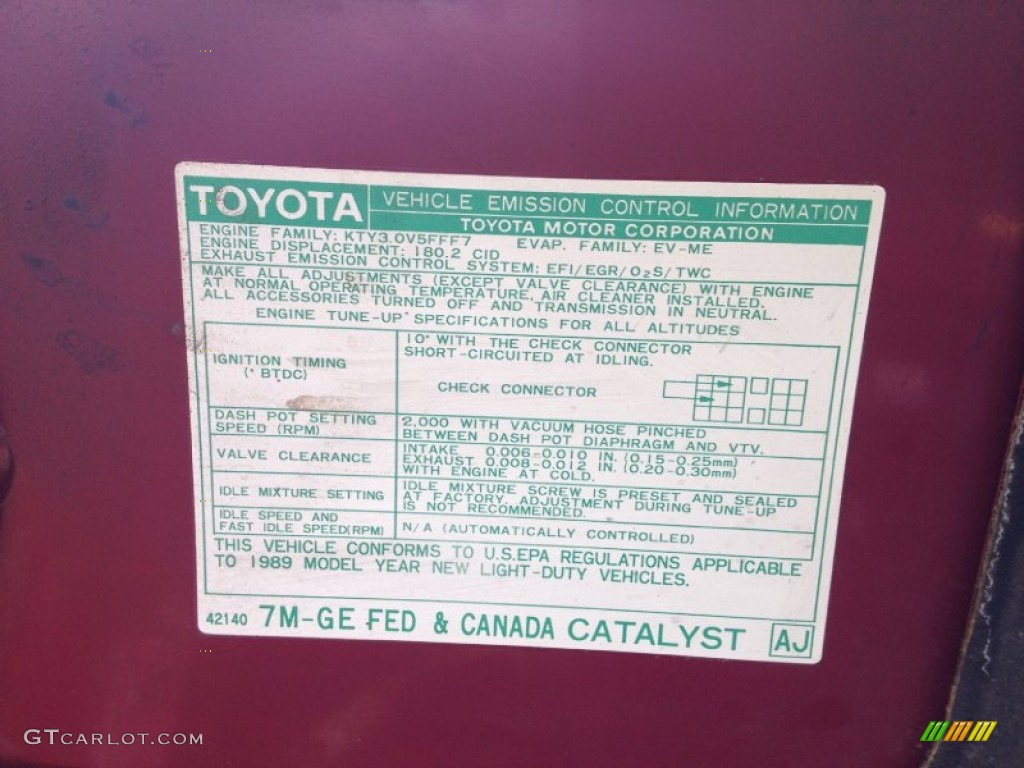 TOYOTA
VEHICLE EMISSION CONTROL INFORMATION
TOYOTA MOTOR CORPORATION
ENGINE FAMILY: KTY3.0V5FFF7 EVAP. FAMILY: EV-ME
ENGINE DISPLACEMENT: 180.2 CID
EXHAUST EMISSION CONTROL SYSTEM: EFI/EGR/O₂S/TWC
MAKE ALL ADJUSTMENTS (EXCEPT VALVE CLEARANCE) WITH ENGINE
AT NORMAL OPERATING TEMPERATURE, AIR CLEANER INSTALLED.
ALL ACCESSORIES TURNED OFF AND TRANSMISSION IN NEUTRAL.
ENGINE TUNE-UP SPECIFICATIONS FOR ALL ALTITUDES
IGNITION TIMING
(° BTDC)
10° WITH THE CHECK CONNECTOR
SHORT-CIRCUITED AT IDLING.
CHECK CONNECTOR
DASH POT SETTING
SPEED (RPM)
2,000 WITH VACUUM HOSE PINCHED
BETWEEN DASH POT DIAPHRAGM AND VTV.
VALVE CLEARANCE
INTAKE 0.006-0.010 IN. (0.15-0.25mm)
EXHAUST 0.008-0.012 IN. (0.20-0.30mm)
WITH ENGINE AT COLD.
IDLE MIXTURE SETTING
IDLE MIXTURE SCREW IS PRESET AND SEALED
AT FACTORY. ADJUSTMENT DURING TUNE-UP
IS NOT RECOMMENDED.
IDLE SPEED AND
FAST IDLE SPEED(RPM)
N/A (AUTOMATICALLY CONTROLLED)
THIS VEHICLE CONFORMS TO U.S.EPA REGULATIONS APPLICABLE
TO 1989 MODEL YEAR NEW LIGHT-DUTY VEHICLES.
42140 7M-GE FED & CANADA CATALYST AJ
GTCARLOT.COM